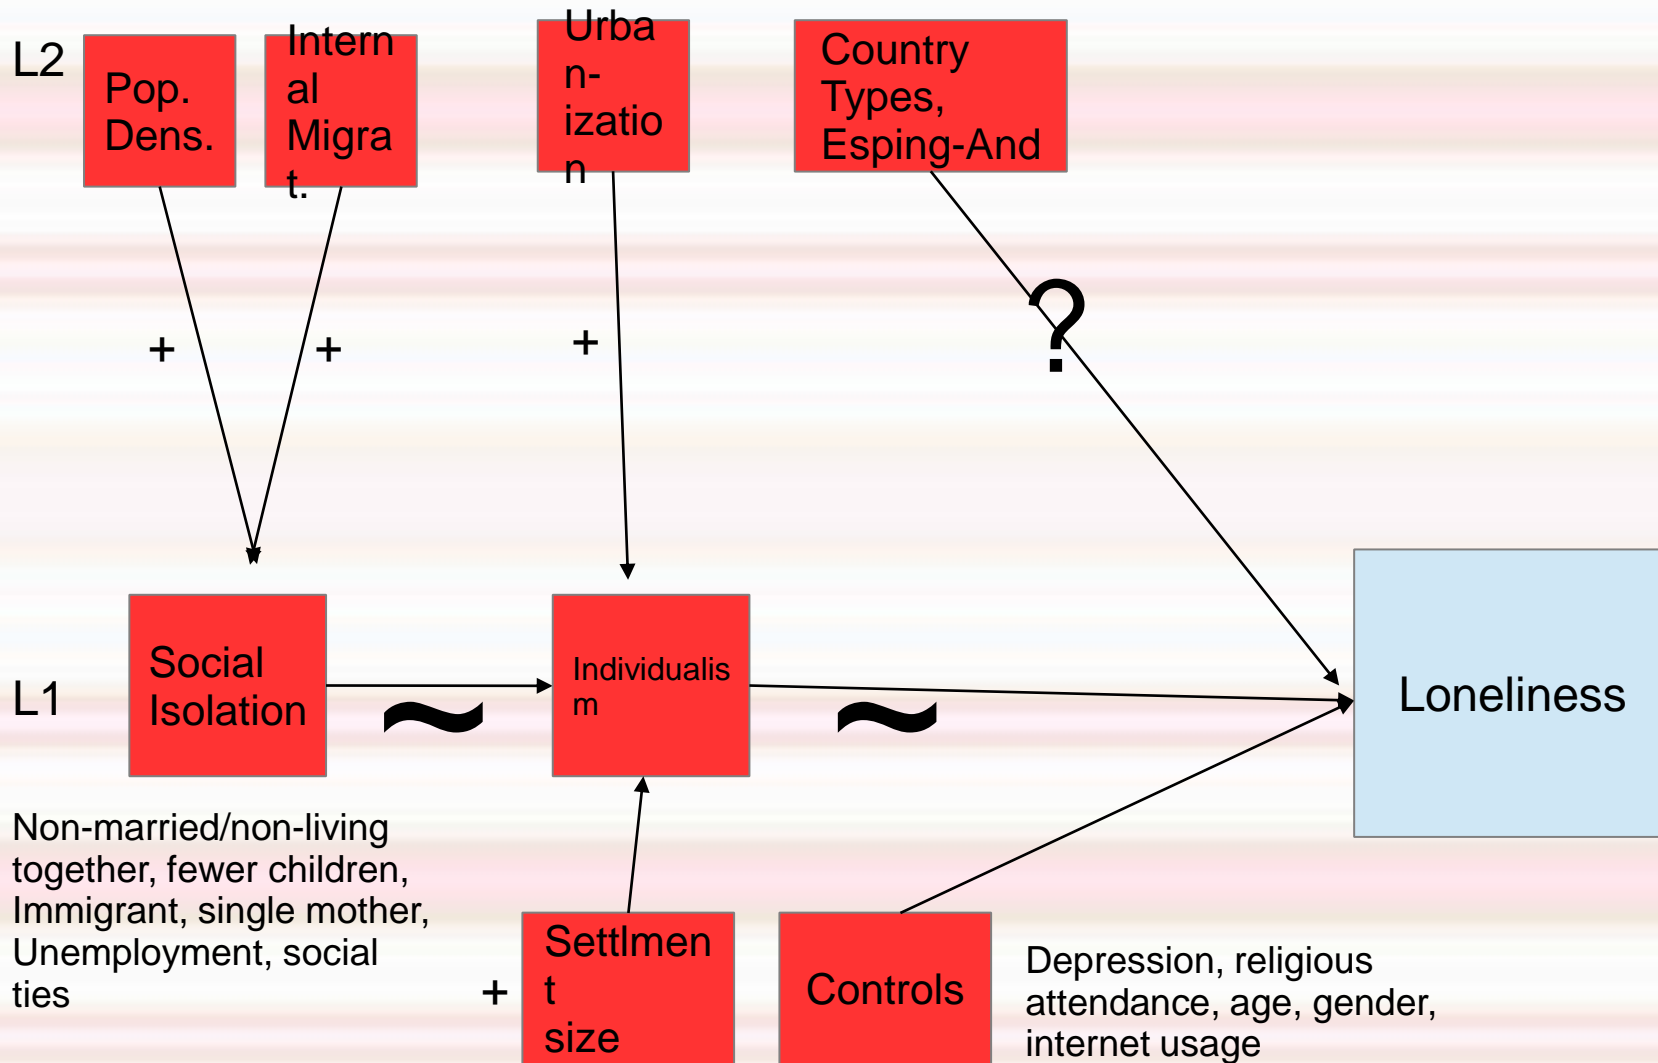 L2
Pop.
Dens.
Intern
al
Migra
t.
Urba
n-
izatio
n
Country
Types,
Esping-And
+
+
+
?
L1
Social
Isolation
~
Individualis
m
~
Loneliness
Non-married/non-living
together, fewer children,
Immigrant, single mother,
Unemployment, social
ties
+
Settlmen
t
size
Controls
Depression, religious
attendance, age, gender,
internet usage